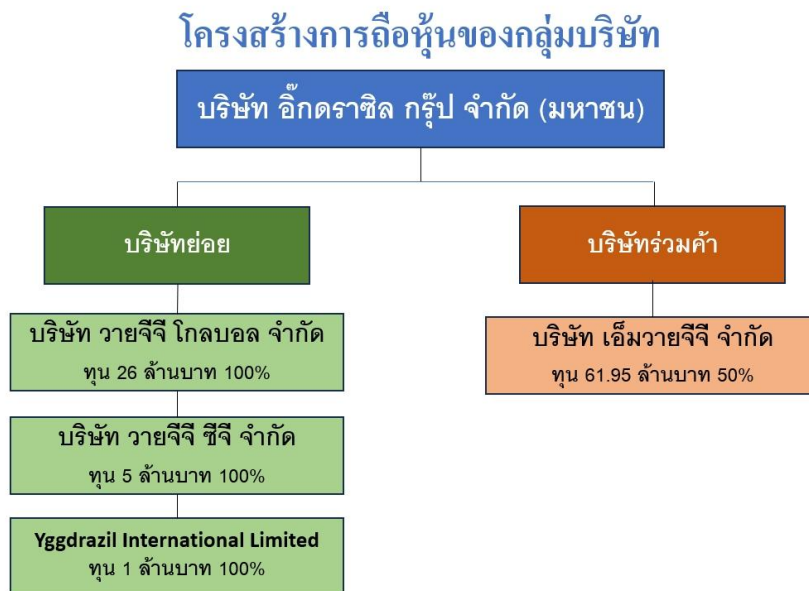 โครงสร้างการถือหุ้นของกลุ่มบริษัท
บริษัท อิ๊กดราซิล กรุ๊ป จำกัด (มหาชน)
บริษัทย่อย
บริษัท วายจีจี โกลบอล จำกัด
ทุน 26 ล้านบาท 100%
บริษัท วายจีจี ซีจี จำกัด
ทุน 5 ล้านบาท 100%
Yggdrazil International Limited
ทุน 1 ล้านบาท 100%
บริษัทร่วมค้า
บริษัท เอ็มวายจีจี จำกัด
ทุน 61.95 ล้านบาท 50%